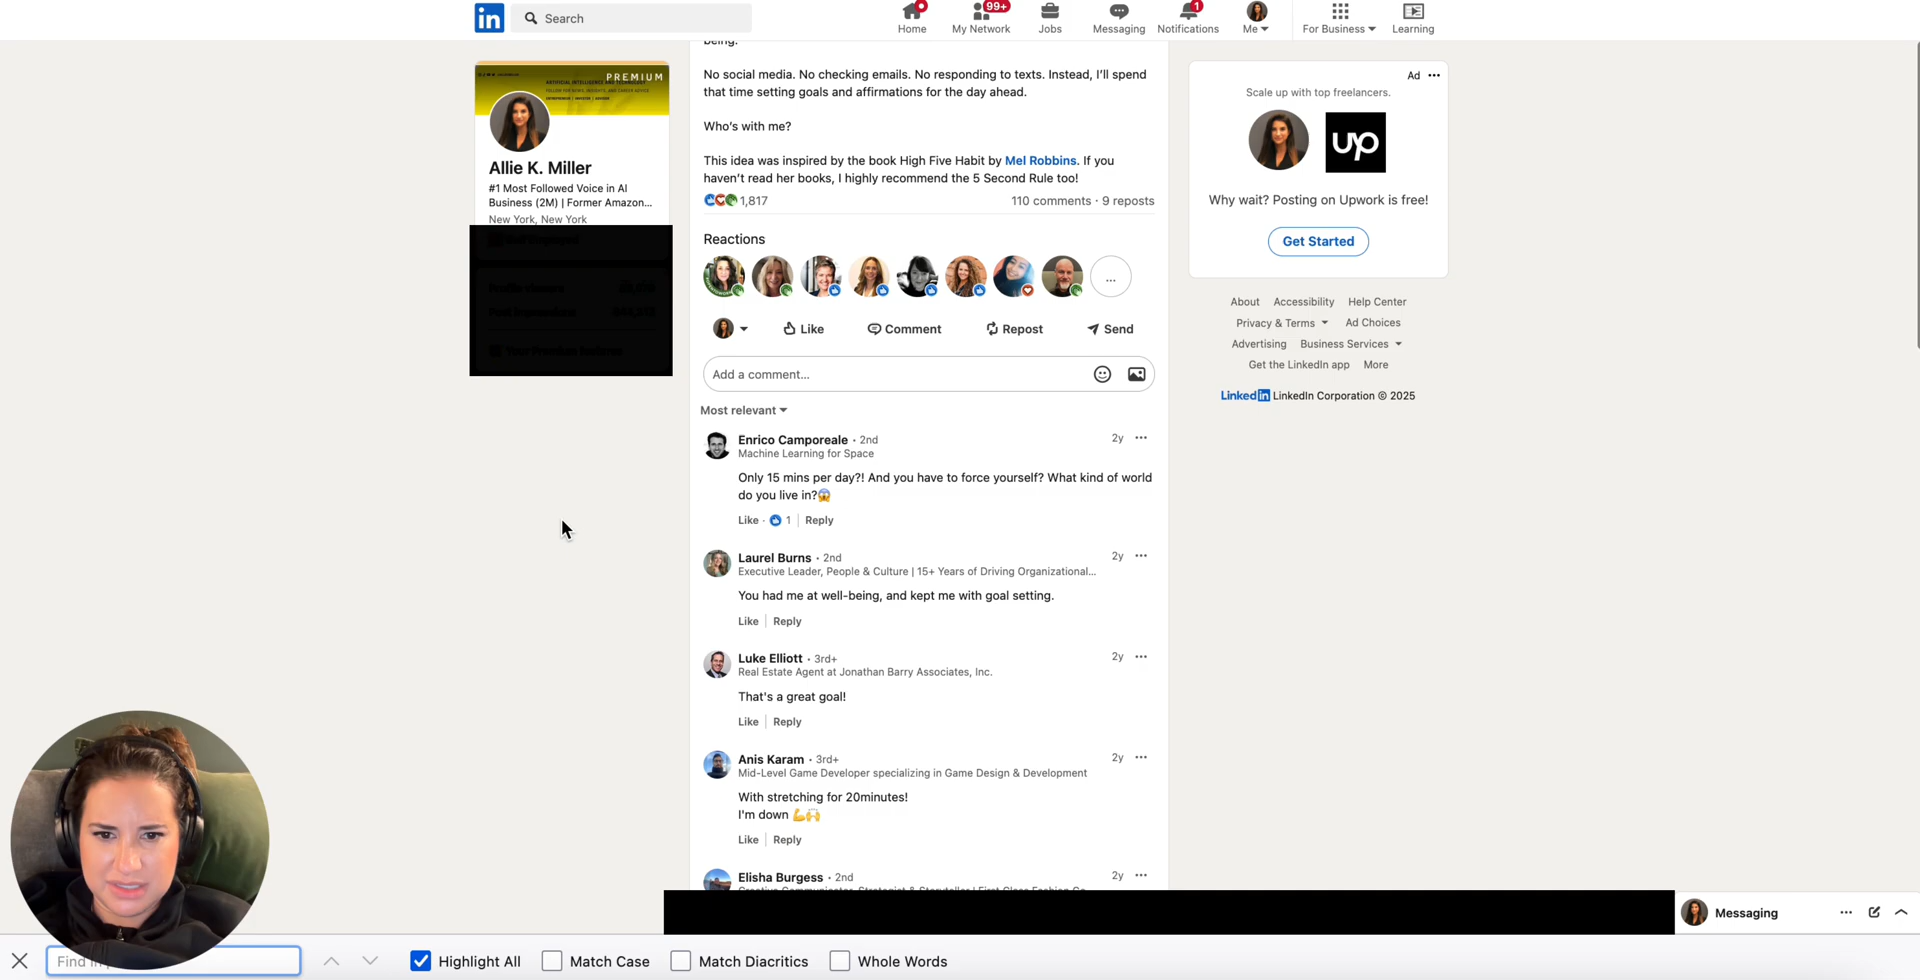 in
Search
Home
99+
My Network
Jobs
Messaging
1
Notifications
Me
For Business
Learning
being.
No social media. No checking emails. No responding to texts. Instead, I'll spend
that time setting goals and affirmations for the day ahead.
Who's with me?
This idea was inspired by the book High Five Habit by Mel Robbins. If you
haven't read her books, I highly recommend the 5 Second Rule too!
1,817
110 comments · 9 reposts
PREMIUM
Allie K. Miller
#1 Most Followed Voice in AI
Business (2M) | Former Amazon...
New York, New York
Reactions
...
Like
Comment
Repost
Send
Add a comment...
Most relevant
Enrico Camporeale · 2nd
2y
Machine Learning for Space
Only 15 mins per day?! And you have to force yourself? What kind of world
do you live in?😱
Like · 1 | Reply
Laurel Burns · 2nd
2y
Executive Leader, People & Culture | 15+ Years of Driving Organizational...
You had me at well-being, and kept me with goal setting.
Like | Reply
Luke Elliott · 3rd+
2y
Real Estate Agent at Jonathan Barry Associates, Inc.
That's a great goal!
Like | Reply
Anis Karam · 3rd+
2y
Mid-Level Game Developer specializing in Game Design & Development
With stretching for 20minutes!
I'm down 💪🙌
Like | Reply
Elisha Burgess · 2nd
2y
Ad
Scale up with top freelancers.
up
Why wait? Posting on Upwork is free!
Get Started
About Accessibility Help Center
Privacy & Terms Ad Choices
Advertising Business Services
Get the LinkedIn app More
LinkedIn LinkedIn Corporation © 2025
Messaging
Find in
Highlight All
Match Case
Match Diacritics
Whole Words